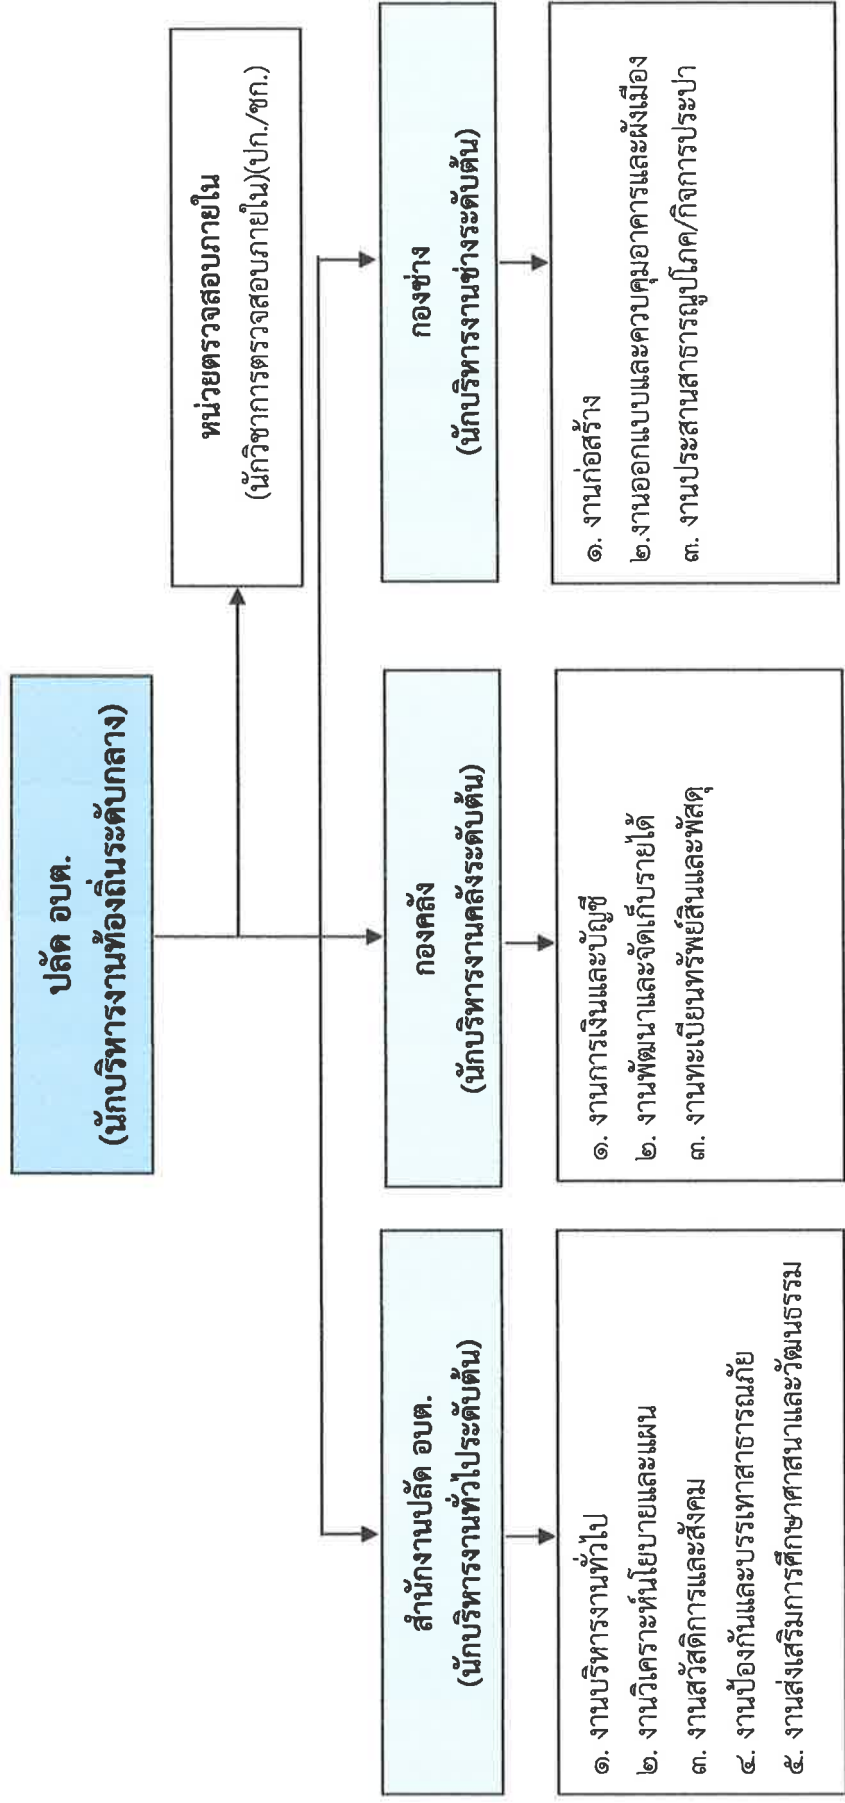 ปลัด อบต.
(นักบริหารงานท้องถิ่นระดับกลาง)
หน่วยตรวจสอบภายใน
(นักวิชาการตรวจสอบภายใน)(ปก./ชก.)
สำนักงานปลัด อบต.
(นักบริหารงานทั่วไประดับต้น)
กองคลัง
(นักบริหารงานคลังระดับต้น)
กองช่าง
(นักบริหารงานช่างระดับต้น)
๑. งานบริหารงานทั่วไป
๒. งานวิเคราะห์นโยบายและแผน
๓. งานสวัสดิการและสังคม
๔. งานป้องกันและบรรเทาสาธารณภัย
๕. งานส่งเสริมการศึกษาศาสนาและวัฒนธรรม
๑. งานการเงินและบัญชี
๒. งานพัฒนาและจัดเก็บรายได้
๓. งานทะเบียนทรัพย์สินและพัสดุ
๑. งานก่อสร้าง
๒.งานออกแบบและควบคุมอาคารและผังเมือง
๓. งานประสานสาธารณูปโภค/กิจการประปา